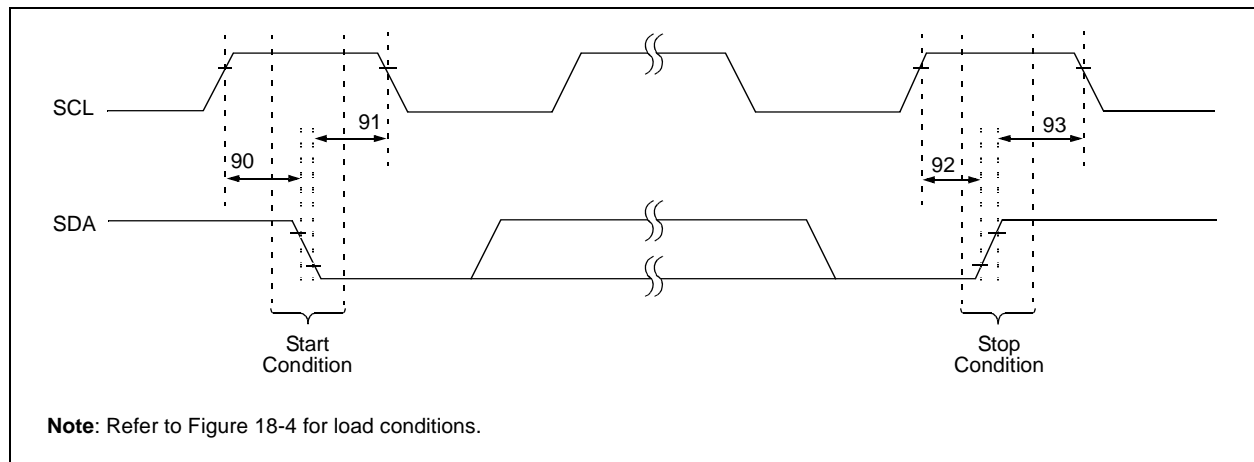 SCL
91
93
90
92
SDA
Start
Condition
Stop
Condition
Note: Refer to Figure 18-4 for load conditions.